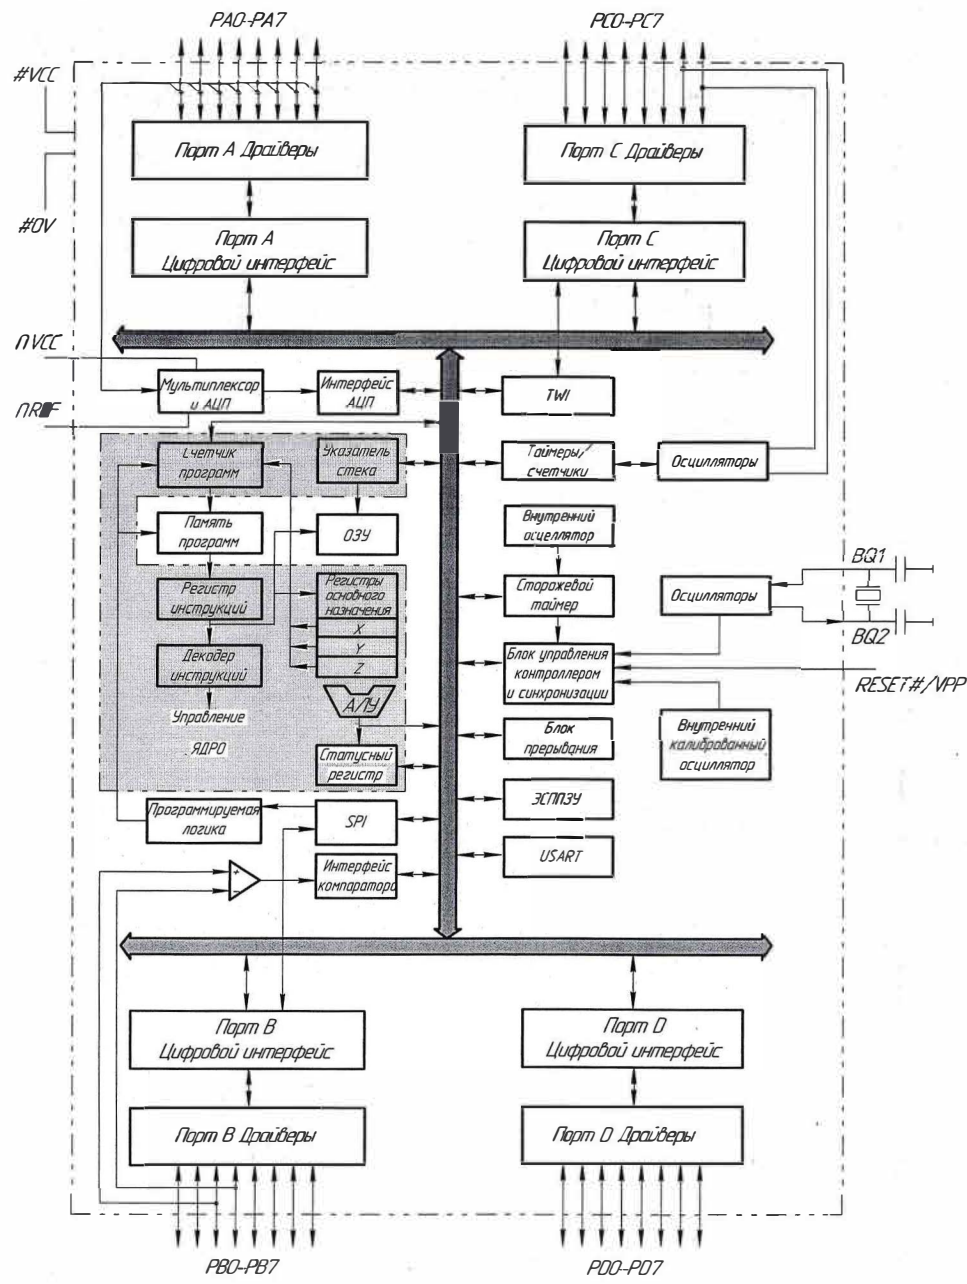 PA0-PA7
PC0-PC7
#VCC
Порт А Драйверы
Порт С Драйверы
#0V
Порт А
Цифровой интерфейс
Порт С
Цифровой интерфейс
ПVCC
Мультиплексор
и АЦП
Интерфейс
АЦП
TWI
Счетчик
программ
Указатель
стека
Таймеры/
счетчики
Осцилляторы
Память
программ
ОЗУ
Внутренний
осцеллятор
BQ1
Регистр
инструкций
Регистры
основного
назначения
X
Y
Z
Сторожевой
таймер
Осцилляторы
BQ2
Декодер
инструкций
Блок управления
контроллером
и синхронизации
RESET#/VPP
Управление
А/ЛУ
ЯДРО
Статусный
регистр
Блок
прерывания
Внутренний
калиброванный
осциллятор
Программируемая
логика
SPI
ЭСППЗУ
+
−
Интерфейс
компаратора
USART
Порт В
Цифровой интерфейс
Порт D
Цифровой интерфейс
Порт В Драйверы
Порт D Драйверы
PB0-PB7
PD0-PD7